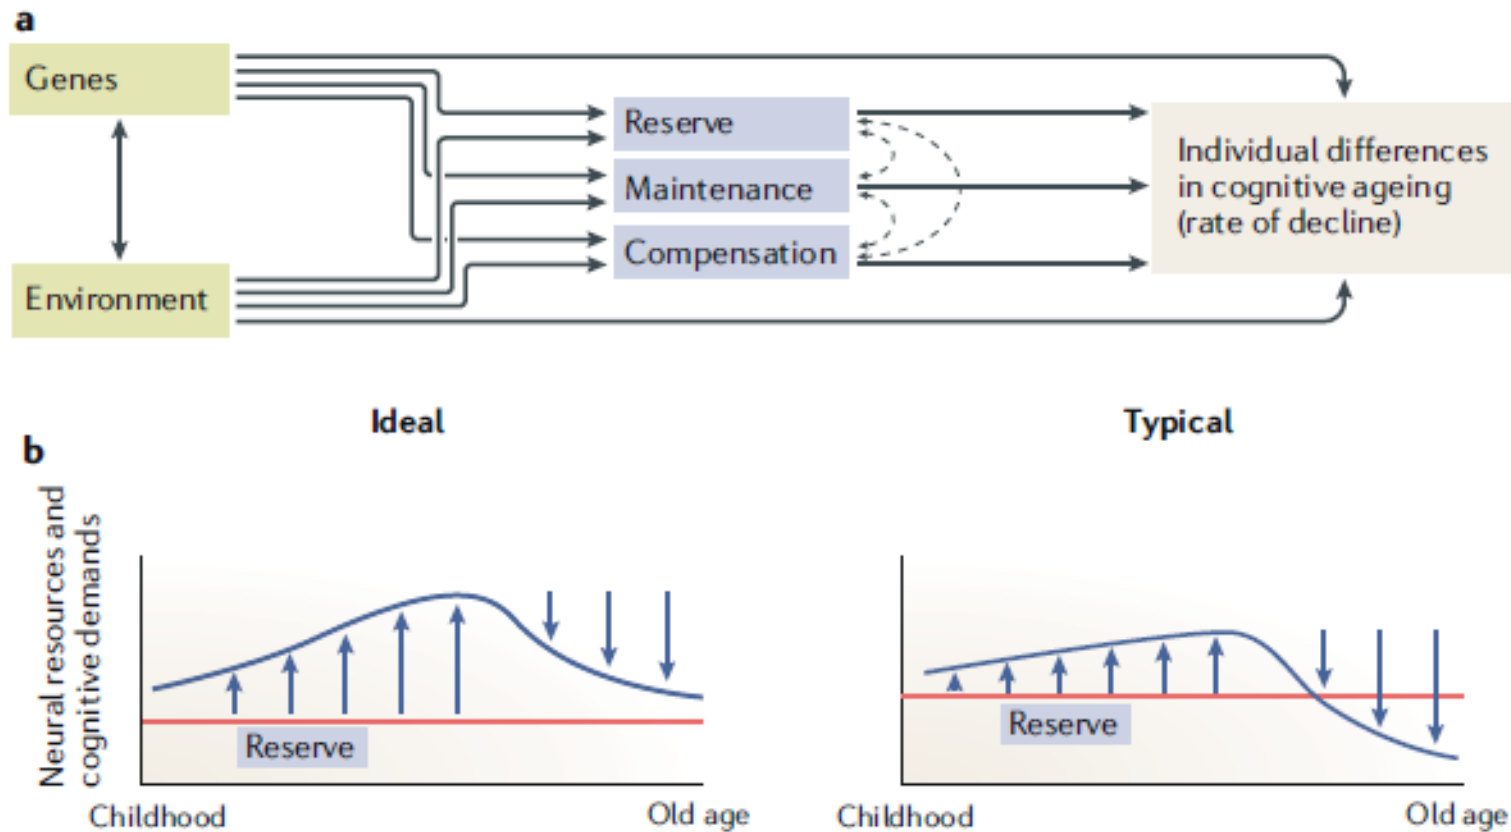 a
Genes
Reserve
Maintenance
Compensation
Environment
Individual differences
in cognitive ageing
(rate of decline)
Ideal
Typical
b
Neural resources and
cognitive demands
Reserve
Childhood
Old age
Reserve
Childhood
Old age